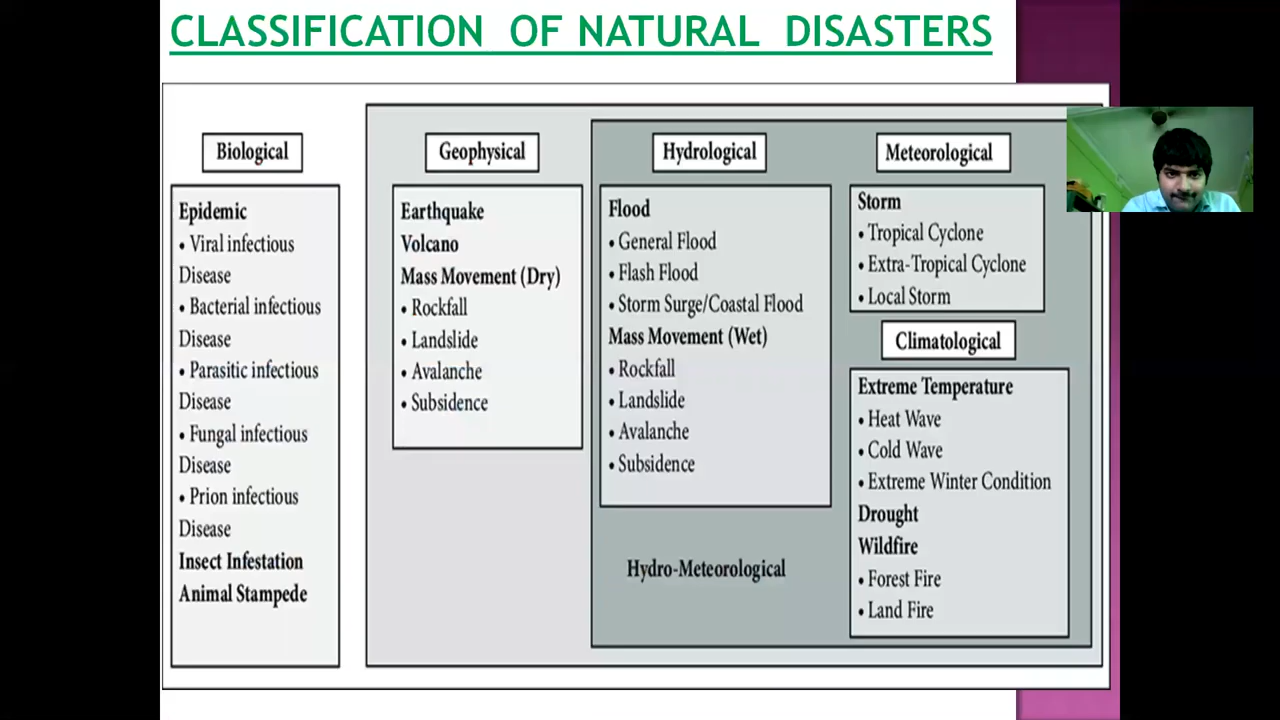 CLASSIFICATION OF NATURAL DISASTERS
Biological
Epidemic
• Viral infectious
Disease
• Bacterial infectious
Disease
• Parasitic infectious
Disease
• Fungal infectious
Disease
• Prion infectious
Disease
Insect Infestation
Animal Stampede
Geophysical
Earthquake
Volcano
Mass Movement (Dry)
• Rockfall
• Landslide
• Avalanche
• Subsidence
Hydrological
Flood
• General Flood
• Flash Flood
• Storm Surge/Coastal Flood
Mass Movement (Wet)
• Rockfall
• Landslide
• Avalanche
• Subsidence
Hydro-Meteorological
Meteorological
Storm
• Tropical Cyclone
• Extra-Tropical Cyclone
• Local Storm
Climatological
Extreme Temperature
• Heat Wave
• Cold Wave
• Extreme Winter Condition
Drought
Wildfire
• Forest Fire
• Land Fire